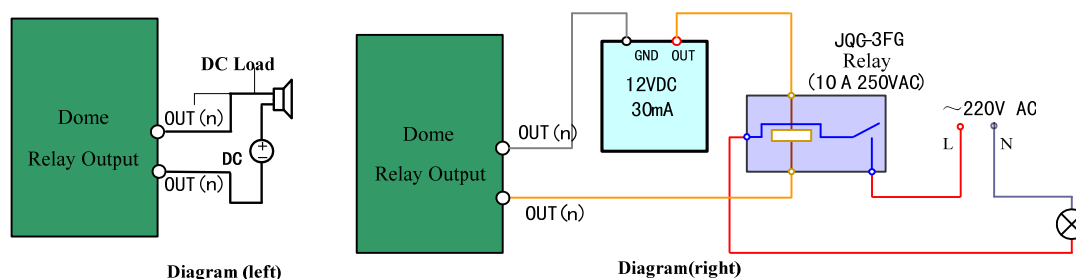 Dome
Relay Output
DC Load
OUT(n)
DC
OUT(n)
Diagram (left)
Dome
Relay Output
OUT(n)
OUT(n)
GND OUT
12VDC
30mA
JQC-3FG
Relay
(10 A 250VAC)
～220V AC
L N
Diagram(right)